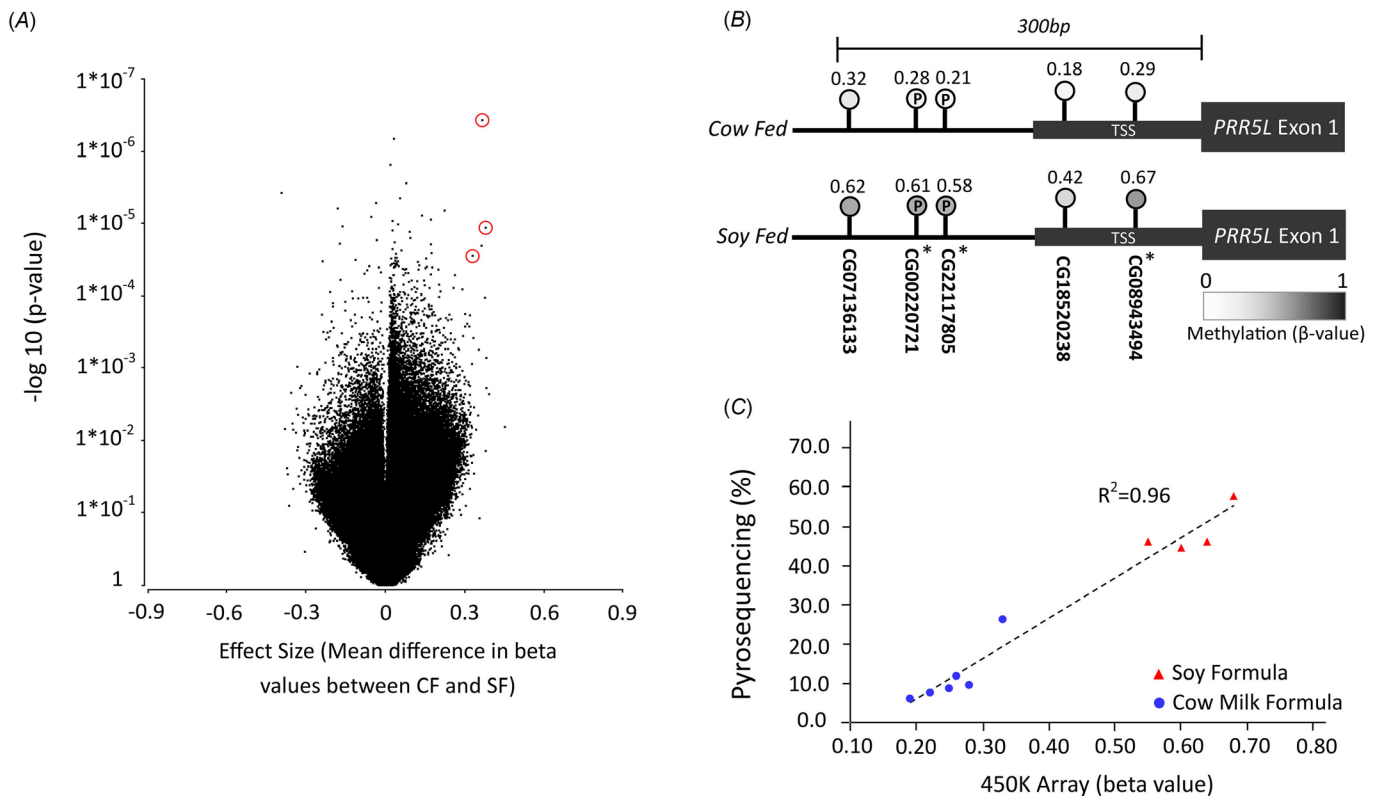 (A)
1*10-7
1*10-6
1*10-5
1*10-4
1*10-3
1*10-2
1*10-1
1
-log 10 (p-value)
-0.9 -0.6 -0.3 0 0.3 0.6 0.9
Effect Size (Mean difference in beta
values between CF and SF)
(B)
300bp
0.32 0.28 0.21 0.18 0.29
P P
Cow Fed
TSS
PRR5L Exon 1
0.62 0.61 0.58 0.42 0.67
P P
Soy Fed
TSS
PRR5L Exon 1
CG07136133
CG00220721*
CG22117805*
CG18520238
CG08943494*
0 1
Methylation (β-value)
(C)
70.0
60.0
50.0
40.0
30.0
20.0
10.0
0.0
Pyrosequencing (%)
R2=0.96
Soy Formula
Cow Milk Formula
0.10 0.20 0.30 0.40 0.50 0.60 0.70 0.80
450K Array (beta value)